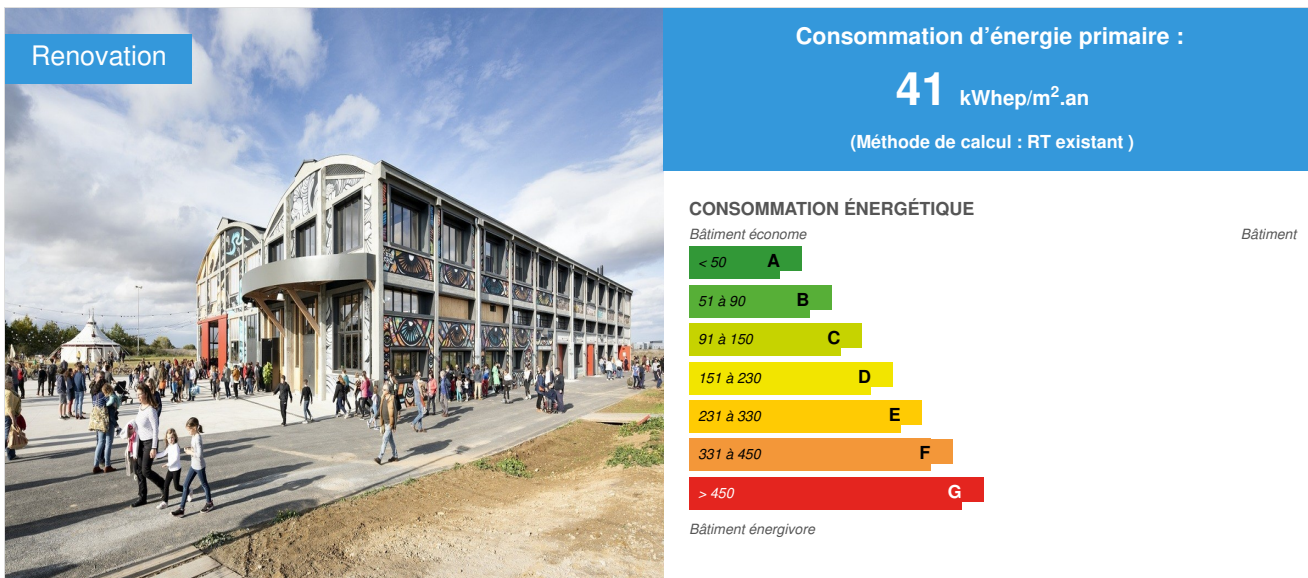 Renovation
Consommation d'énergie primaire :
41 kWhep/m².an
(Méthode de calcul : RT existant )
CONSOMMATION ÉNERGÉTIQUE
Bâtiment économe
Bâtiment
< 50 A
51 à 90 B
91 à 150 C
151 à 230 D
231 à 330 E
331 à 450 F
> 450 G
Bâtiment énergivore